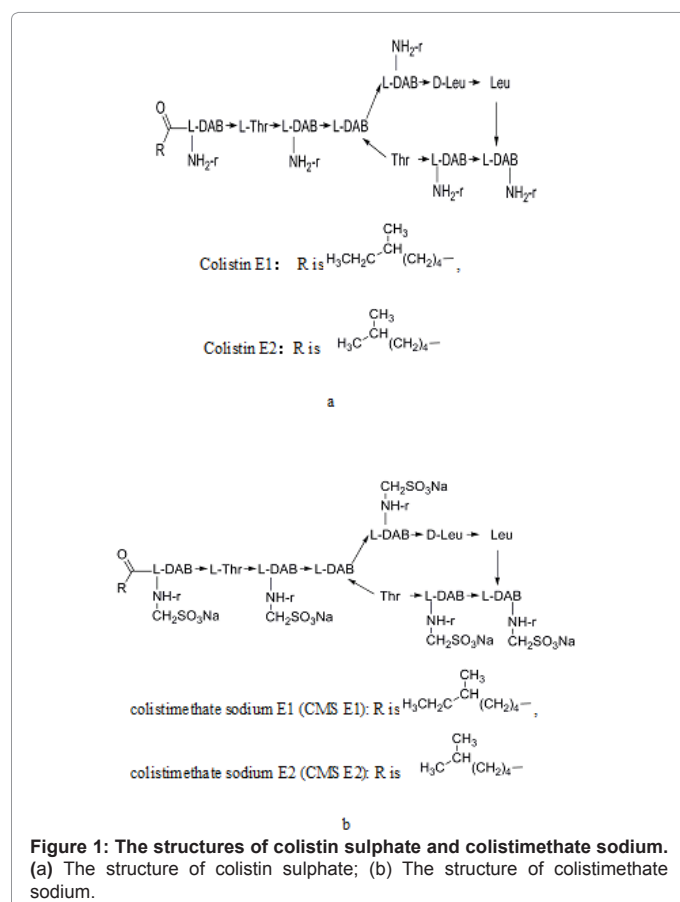 NH2-r
L-DAB→D-Leu→ Leu
O
L-DAB→L-Thr→L-DAB→L-DAB
R
NH2-r NH2-r
Thr →L-DAB→L-DAB
NH2-r NH2-r
CH3
Colistin E1: R is H3CH2C CH (CH2)4—,
CH3
Colistin E2: R is H3C CH (CH2)4—
a
CH2SO3Na
NH-r
L-DAB→D-Leu→ Leu
O
L-DAB→L-Thr→L-DAB→L-DAB
R
NH-r NH-r
CH2SO3Na CH2SO3Na
Thr →L-DAB→L-DAB
NH-r NH-r
CH2SO3Na CH2SO3Na
CH3
colistimethate sodium E1 (CMS E1): R is H3CH2C CH (CH2)4—,
CH3
colistimethate sodium E2 (CMS E2): R is H3C CH (CH2)4—
b
Figure 1: The structures of colistin sulphate and colistimethate sodium.
(a) The structure of colistin sulphate; (b) The structure of colistimethate
sodium.